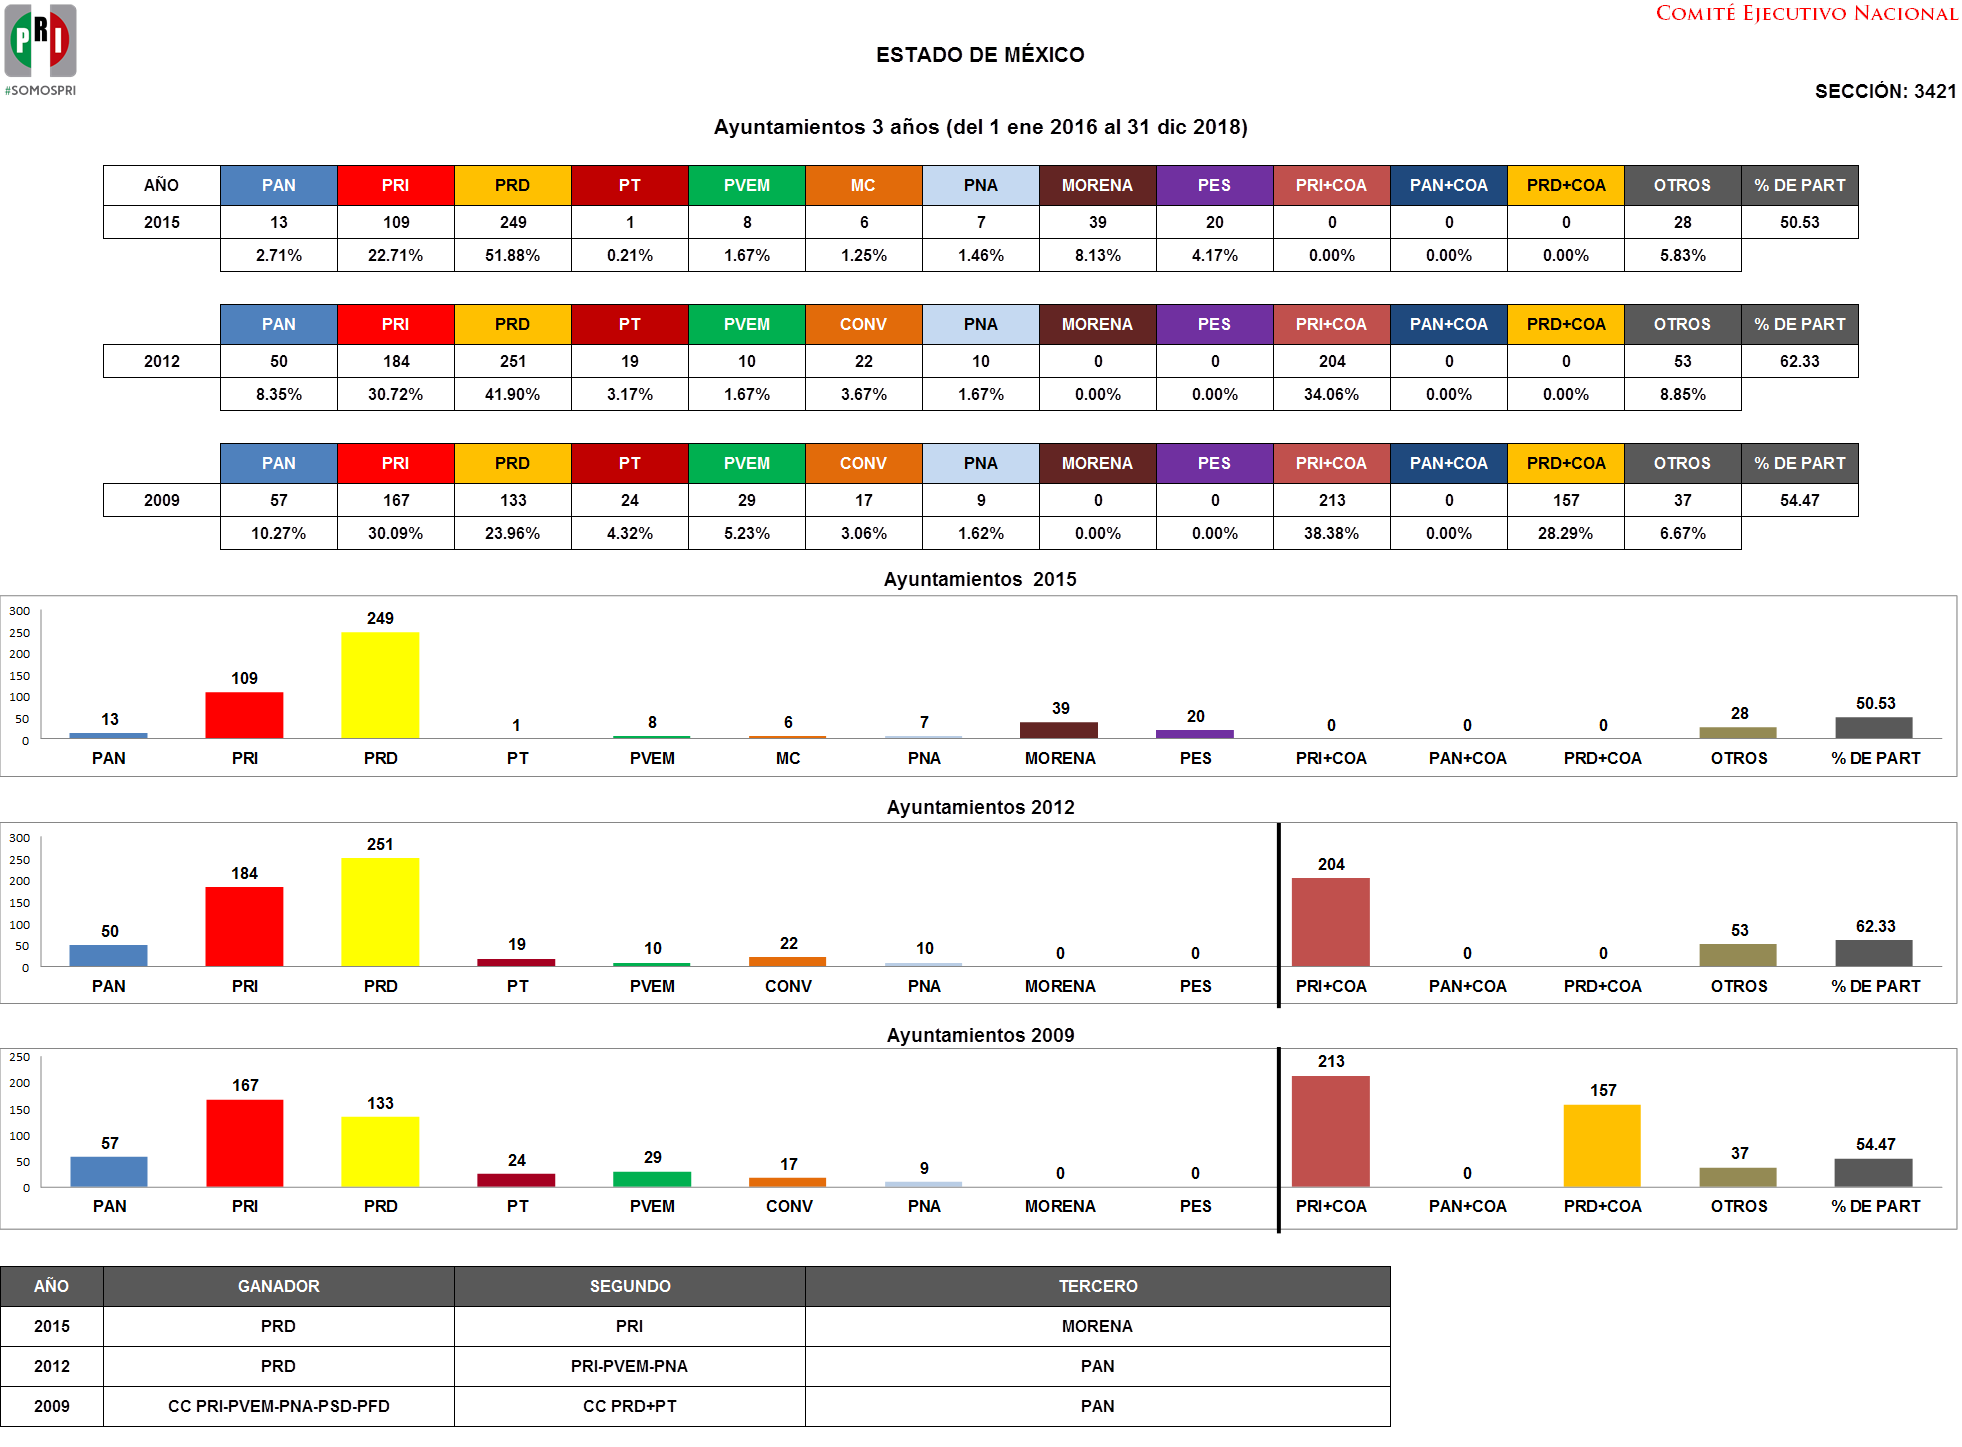 PRI
#SOMOSPRI
COMITÉ EJECUTIVO NACIONAL
ESTADO DE MÉXICO
SECCIÓN: 3421
Ayuntamientos 3 años (del 1 ene 2016 al 31 dic 2018)
AÑO PAN PRI PRD PT PVEM MC PNA MORENA PES PRI+COA PAN+COA PRD+COA OTROS % DE PART
2015 13 109 249 1 8 6 7 39 20 0 0 0 28 50.53
2.71% 22.71% 51.88% 0.21% 1.67% 1.25% 1.46% 8.13% 4.17% 0.00% 0.00% 0.00% 5.83%
PAN PRI PRD PT PVEM CONV PNA MORENA PES PRI+COA PAN+COA PRD+COA OTROS % DE PART
2012 50 184 251 19 10 22 10 0 0 204 0 0 53 62.33
8.35% 30.72% 41.90% 3.17% 1.67% 3.67% 1.67% 0.00% 0.00% 34.06% 0.00% 0.00% 8.85%
PAN PRI PRD PT PVEM CONV PNA MORENA PES PRI+COA PAN+COA PRD+COA OTROS % DE PART
2009 57 167 133 24 29 17 9 0 0 213 0 157 37 54.47
10.27% 30.09% 23.96% 4.32% 5.23% 3.06% 1.62% 0.00% 0.00% 38.38% 0.00% 28.29% 6.67%
Ayuntamientos 2015
300
250
200
150
100
50
0
13 109 249 1 8 6 7 39 20 0 0 0 28 50.53
PAN PRI PRD PT PVEM MC PNA MORENA PES PRI+COA PAN+COA PRD+COA OTROS % DE PART
Ayuntamientos 2012
300
250
200
150
100
50
0
50 184 251 19 10 22 10 0 0 204 0 0 53 62.33
PAN PRI PRD PT PVEM CONV PNA MORENA PES PRI+COA PAN+COA PRD+COA OTROS % DE PART
Ayuntamientos 2009
250
200
150
100
50
0
57 167 133 24 29 17 9 0 0 213 0 157 37 54.47
PAN PRI PRD PT PVEM CONV PNA MORENA PES PRI+COA PAN+COA PRD+COA OTROS % DE PART
AÑO GANADOR SEGUNDO TERCERO
2015 PRD PRI MORENA
2012 PRD PRI-PVEM-PNA PAN
2009 CC PRI-PVEM-PNA-PSD-PFD CC PRD+PT PAN